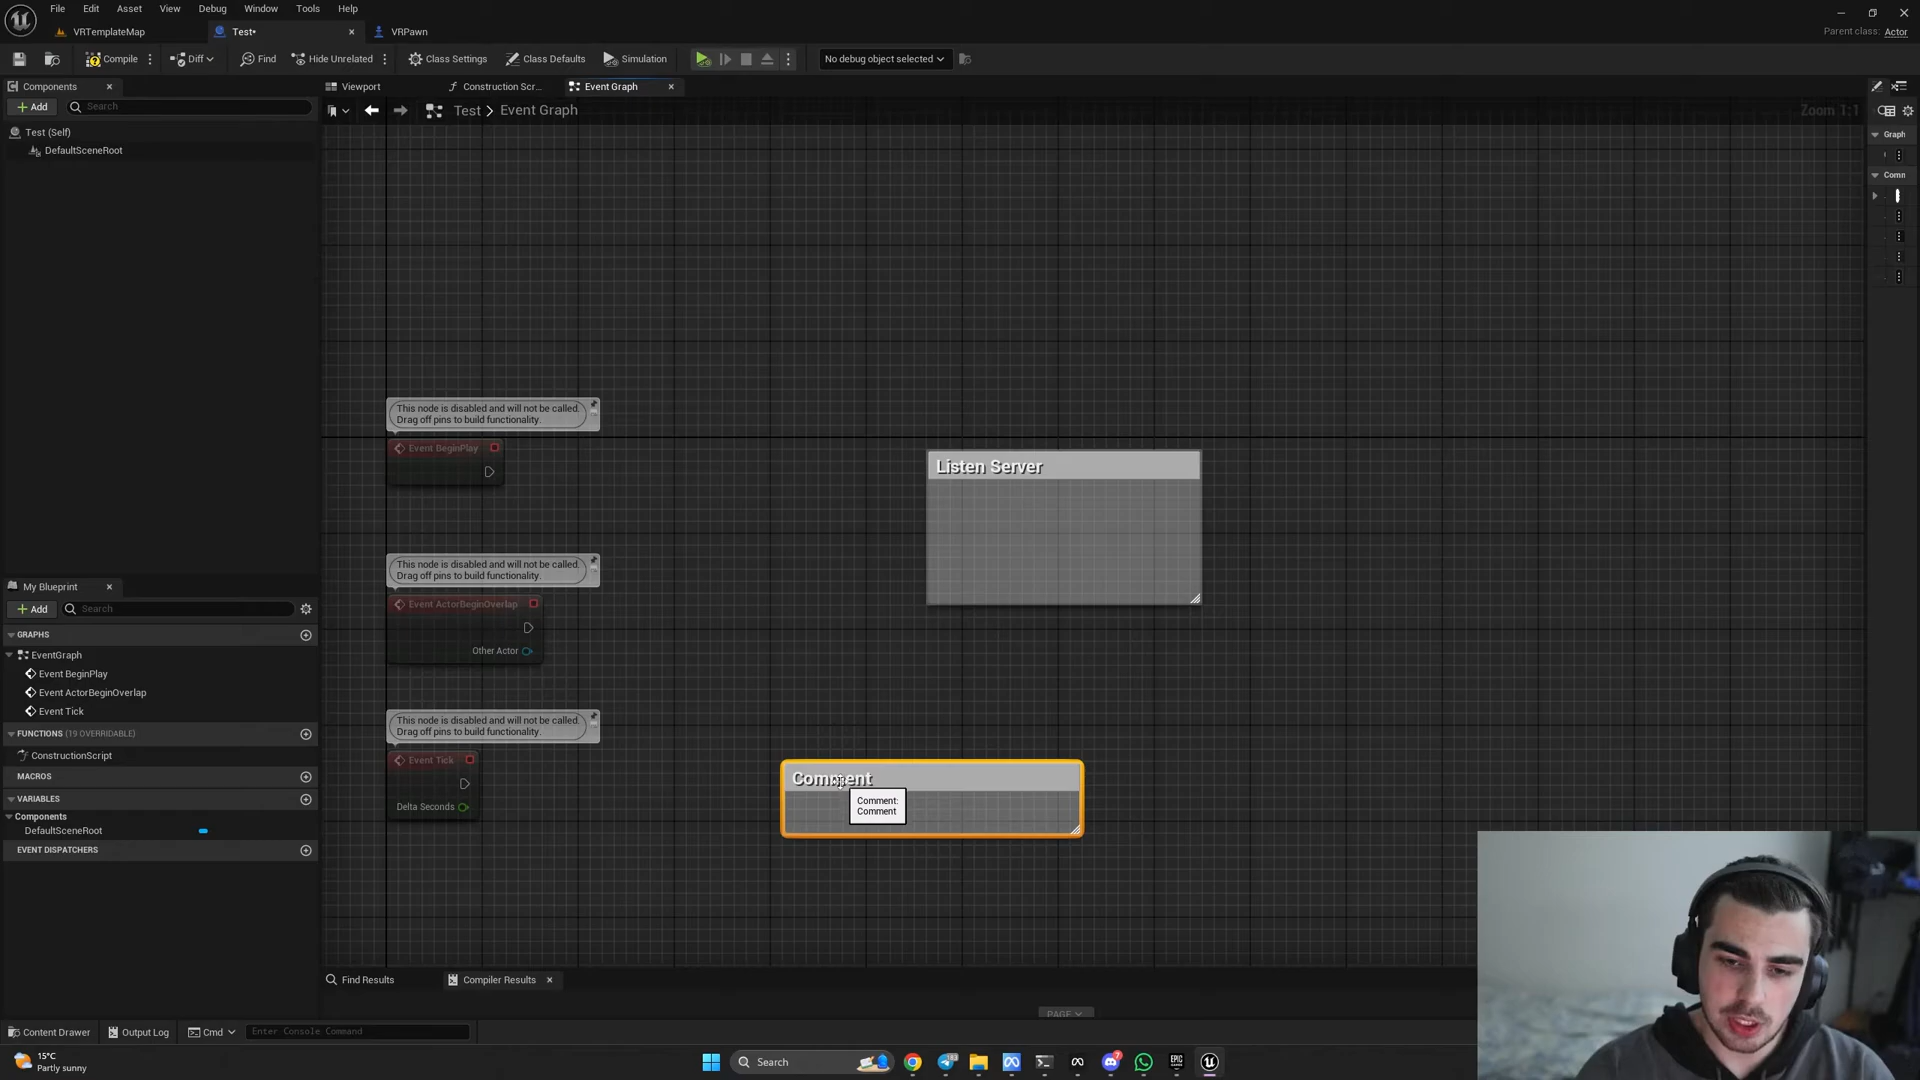 File Edit Asset View Debug Window Tools Help
VRTemplateMap Test* VRPawn
Parent class: Actor
Compile Diff Find Hide Unrelated Class Settings Class Defaults Simulation No debug object selected
Components
Add Search
Test (Self)
DefaultSceneRoot
Viewport Construction Scr... Event Graph
Test > Event Graph
Zoom 1:1
This node is disabled and will not be called.
Drag off pins to build functionality.
Event BeginPlay
This node is disabled and will not be called.
Drag off pins to build functionality.
Event ActorBeginOverlap
Other Actor
This node is disabled and will not be called.
Drag off pins to build functionality.
Event Tick
Delta Seconds
Listen Server
Comment
Comment:
Comment
Graph
Comn
My Blueprint
Add Search
GRAPHS
EventGraph
Event BeginPlay
Event ActorBeginOverlap
Event Tick
FUNCTIONS (19 OVERRIDABLE)
ConstructionScript
MACROS
VARIABLES
Components
DefaultSceneRoot
EVENT DISPATCHERS
Find Results Compiler Results
PAGE
Content Drawer Output Log Cmd Enter Console Command
15°C
Partly sunny
Search